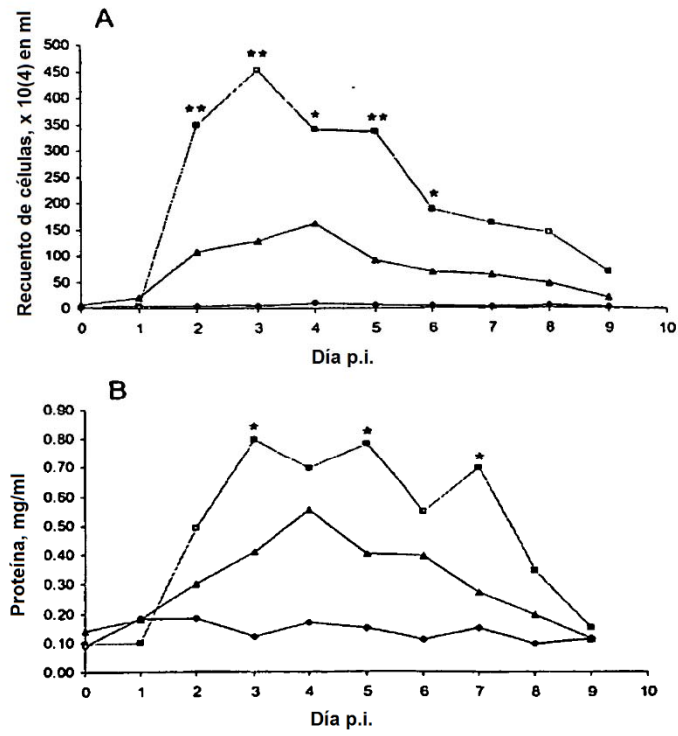 A
Recuento de células, x 10(4) en ml
500
450
400
350
300
250
200
150
100
50
0
** ** * ** *
0 1 2 3 4 5 6 7 8 9 10
Día p.i.
B
Proteína, mg/ml
0.90
0.80
0.70
0.60
0.50
0.40
0.30
0.20
0.10
0.00
* * *
0 1 2 3 4 5 6 7 8 9 10
Día p.i.